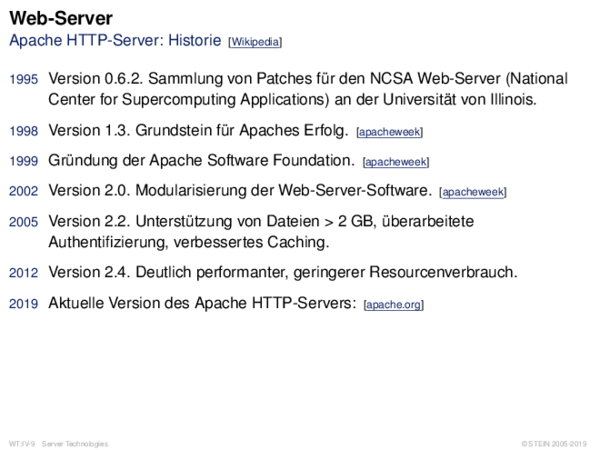 Web-Server
Apache HTTP-Server: Historie [Wikipedia]
1995 Version 0.6.2. Sammlung von Patches für den NCSA Web-Server (National
Center for Supercomputing Applications) an der Universität von Illinois.
1998 Version 1.3. Grundstein für Apaches Erfolg. [apacheweek]
1999 Gründung der Apache Software Foundation. [apacheweek]
2002 Version 2.0. Modularisierung der Web-Server-Software. [apacheweek]
2005 Version 2.2. Unterstützung von Dateien > 2 GB, überarbeitete
Authentifizierung, verbessertes Caching.
2012 Version 2.4. Deutlich performanter, geringerer Resourcenverbrauch.
2019 Aktuelle Version des Apache HTTP-Servers: [apache.org]
WT:IV-9 Server Technologies © STEIN 2005-2019